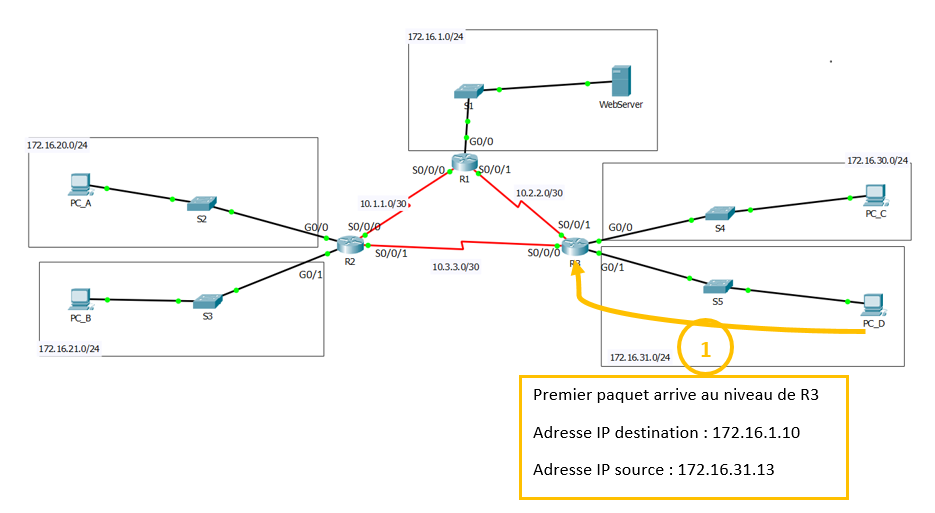 172.16.1.0/24
S1
WebServer
G0/0
S0/0/0
S0/0/1
R1
172.16.20.0/24
PC_A
S2
G0/0
172.16.30.0/24
PC_C
S4
G0/0
10.1.1.0/30
10.2.2.0/30
S0/0/0
S0/0/1
R2
S0/0/1
S0/0/0
R3
10.3.3.0/30
G0/1
G0/1
PC_B
S3
172.16.21.0/24
S5
PC_D
172.16.31.0/24
1
Premier paquet arrive au niveau de R3
Adresse IP destination : 172.16.1.10
Adresse IP source : 172.16.31.13